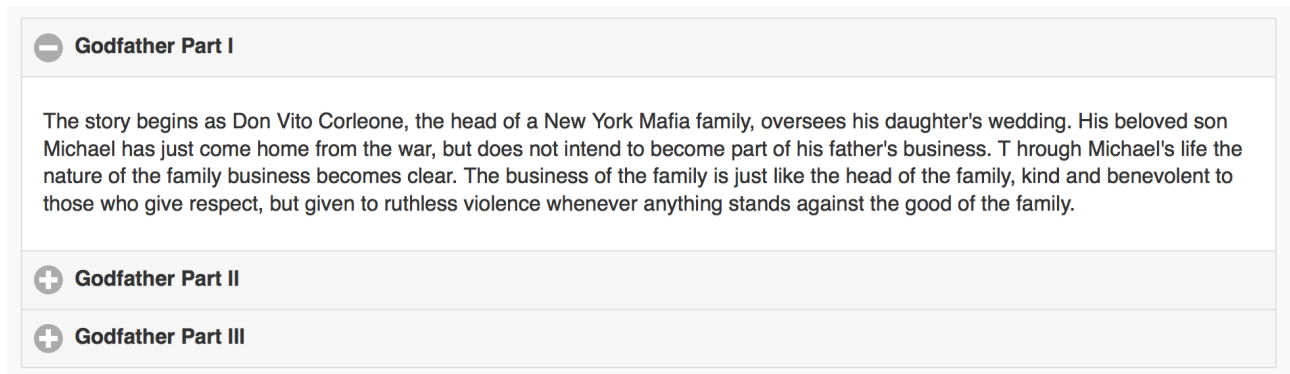 Godfather Part I
The story begins as Don Vito Corleone, the head of a New York Mafia family, oversees his daughter's wedding. His beloved son
Michael has just come home from the war, but does not intend to become part of his father's business. T hrough Michael's life the
nature of the family business becomes clear. The business of the family is just like the head of the family, kind and benevolent to
those who give respect, but given to ruthless violence whenever anything stands against the good of the family.
Godfather Part II
Godfather Part III